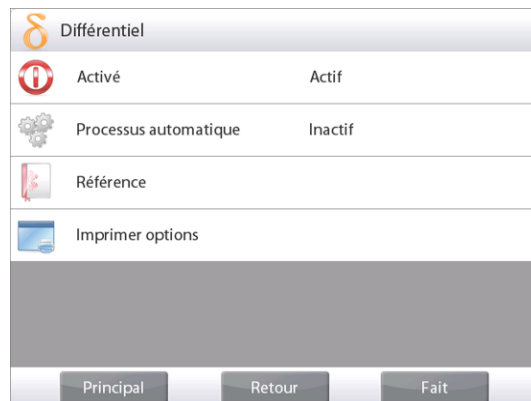 δ Différentiel
Activé Actif
Processus automatique Inactif
Référence
Imprimer options
Principal Retour Fait